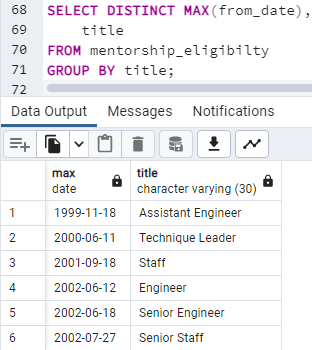 68 SELECT DISTINCT MAX(from_date),
69 title
70 FROM mentorship_eligibilty
71 GROUP BY title;
72
Data Output Messages Notifications
max title
date character varying (30)
1 1999-11-18 Assistant Engineer
2 2000-06-11 Technique Leader
3 2001-09-18 Staff
4 2002-06-12 Engineer
5 2002-06-18 Senior Engineer
6 2002-07-27 Senior Staff